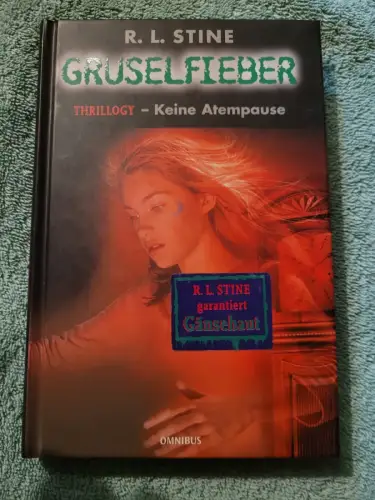 R. L. STINE
GRUSELFIEBER
THRILLOGY – Keine Atempause
R. L. STINE
garantiert
Gänsehaut
OMNIBUS